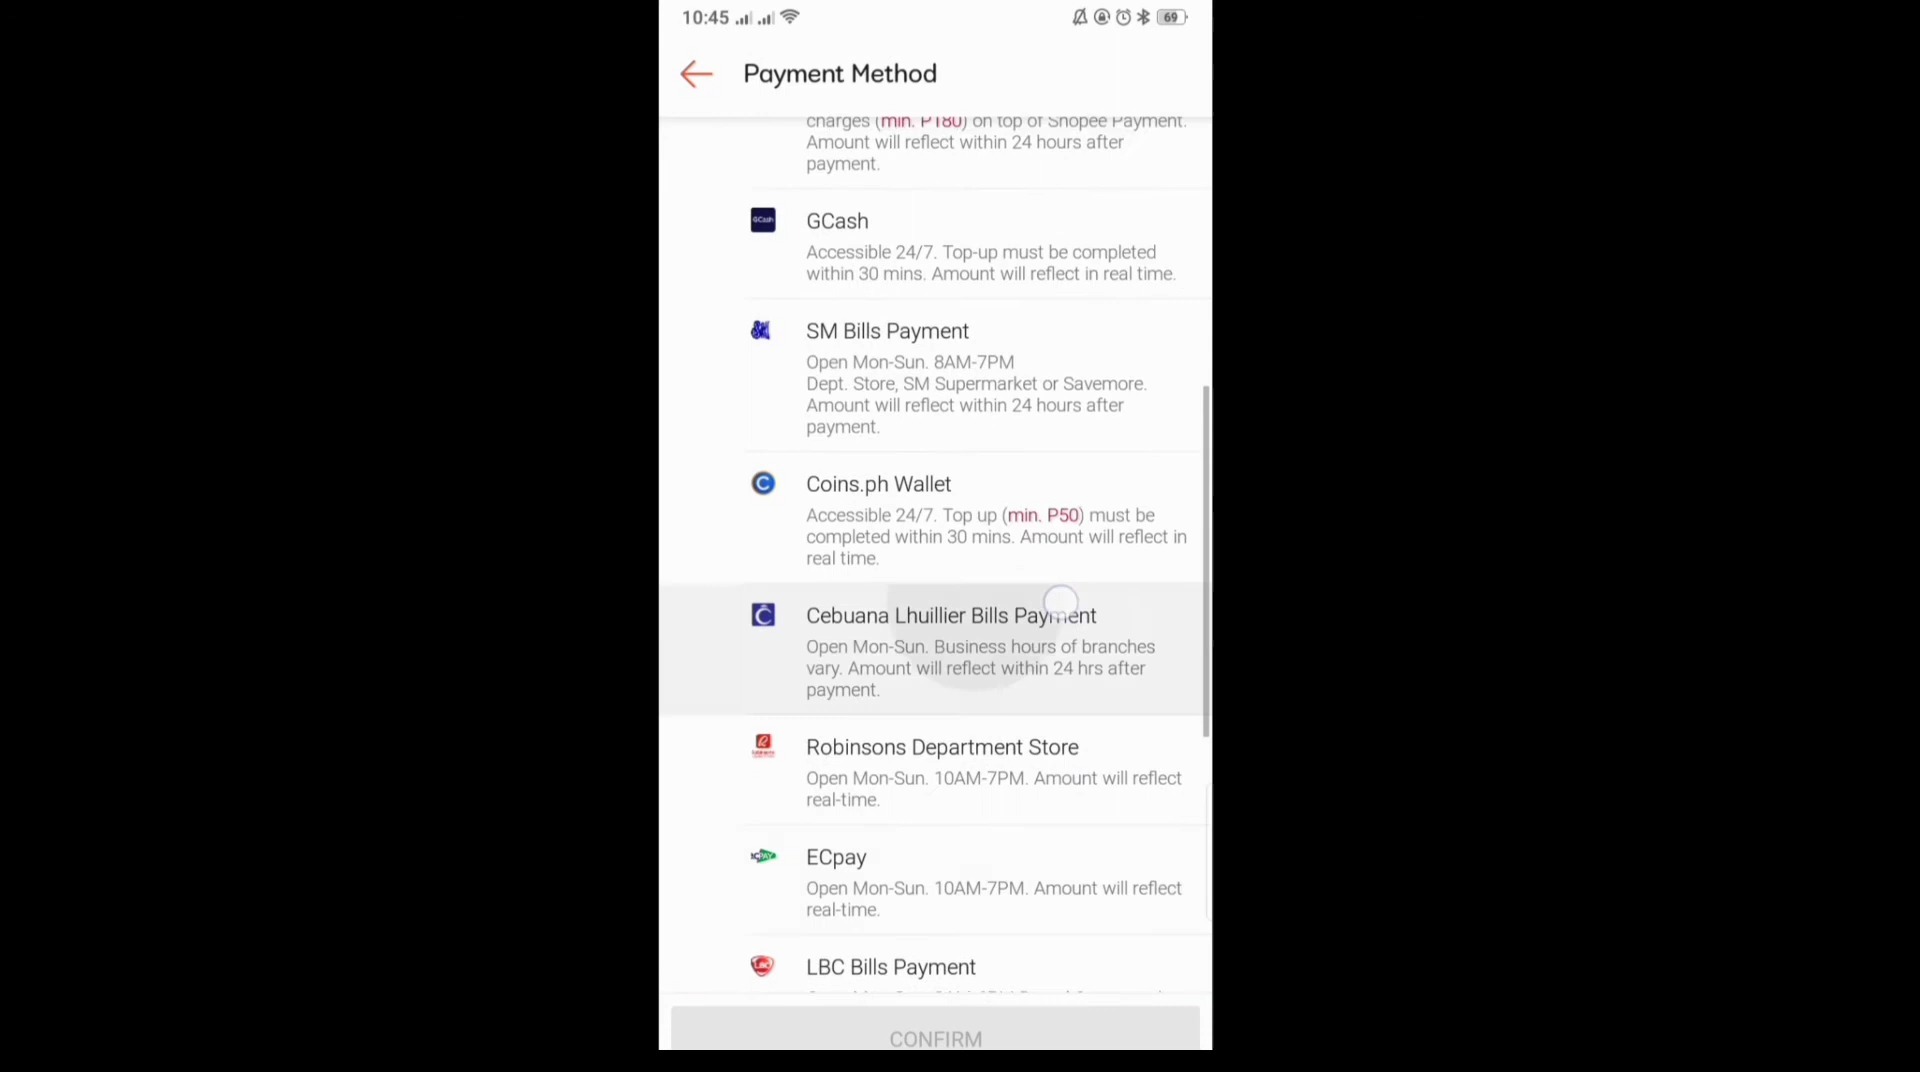 10:45
69
Payment Method
charges (min. P180) on top of Shopee Payment.
Amount will reflect within 24 hours after
payment.
GCash
GCash
Accessible 24/7. Top-up must be completed
within 30 mins. Amount will reflect in real time.
SM Bills Payment
Open Mon-Sun. 8AM-7PM
Dept. Store, SM Supermarket or Savemore.
Amount will reflect within 24 hours after
payment.
Coins.ph Wallet
Accessible 24/7. Top up (min. P50) must be
completed within 30 mins. Amount will reflect in
real time.
Cebuana Lhuillier Bills Payment
Open Mon-Sun. Business hours of branches
vary. Amount will reflect within 24 hrs after
payment.
Robinsons Department Store
Open Mon-Sun. 10AM-7PM. Amount will reflect
real-time.
ECpay
Open Mon-Sun. 10AM-7PM. Amount will reflect
real-time.
LBC
LBC Bills Payment
CONFIRM